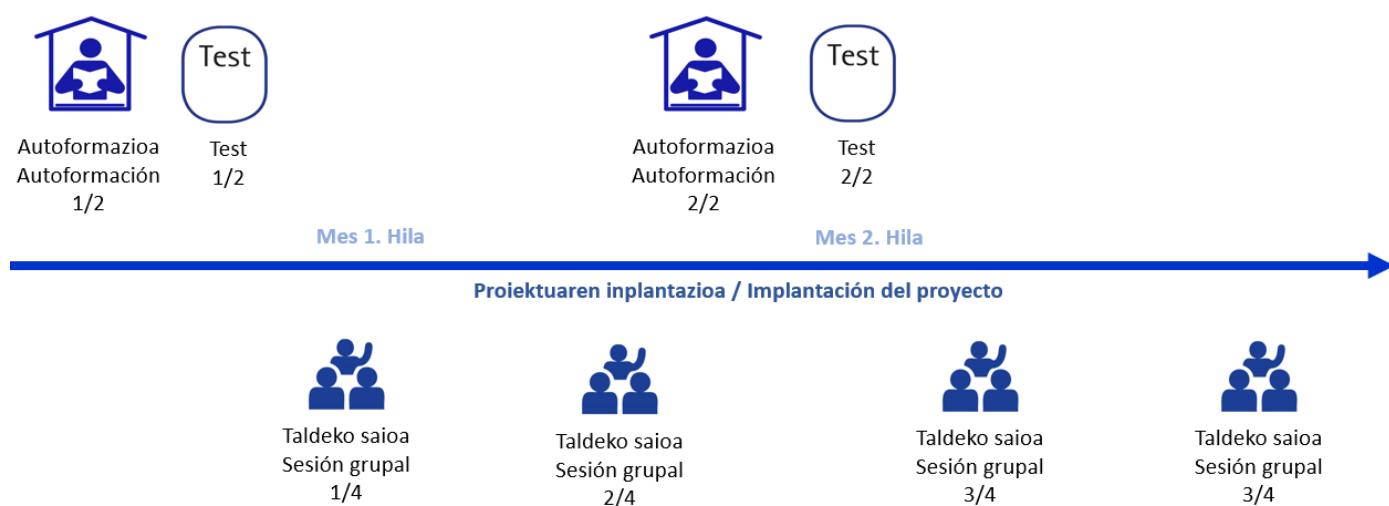 Test
Autoformazioa
Autoformación
1/2
Test
1/2
Test
Autoformazioa
Autoformación
2/2
Test
2/2
Mes 1. Hila
Mes 2. Hila
Proiektuaren inplantazioa / Implantación del proyecto
Taldeko saioa
Sesión grupal
1/4
Taldeko saioa
Sesión grupal
2/4
Taldeko saioa
Sesión grupal
3/4
Taldeko saioa
Sesión grupal
3/4